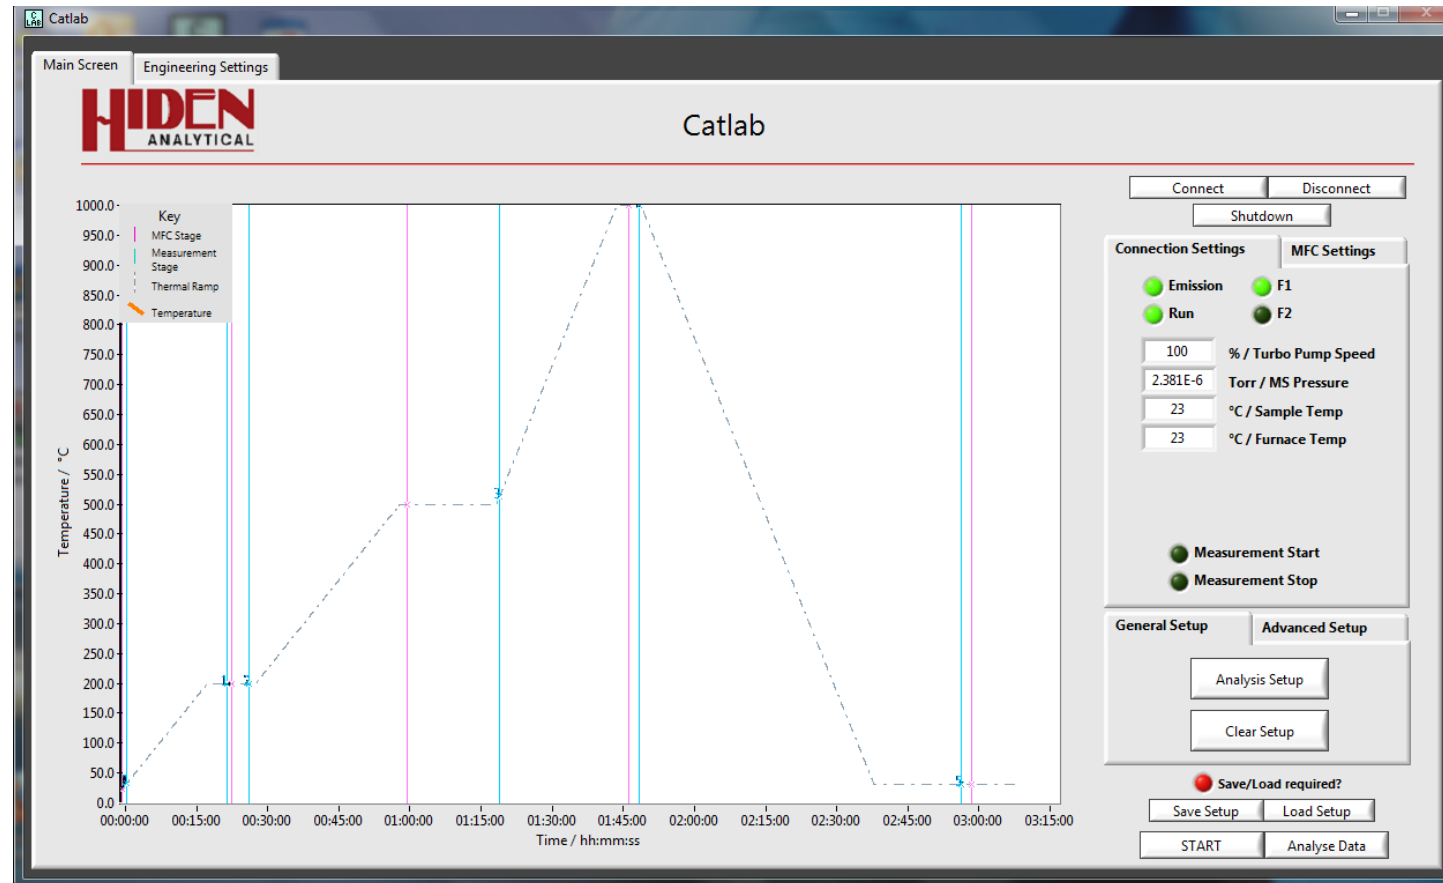 C
LAB
Catlab
Main Screen
Engineering Settings
HIDEN
ANALYTICAL
Catlab
Connect
Disconnect
Shutdown
Key
MFC Stage
Measurement
Stage
Thermal Ramp
Temperature
1000.0
950.0
900.0
850.0
800.0
750.0
700.0
650.0
600.0
550.0
500.0
450.0
400.0
350.0
300.0
250.0
200.0
150.0
100.0
50.0
0.0
Temperature / °C
00:00:00 00:15:00 00:30:00 00:45:00 01:00:00 01:15:00 01:30:00 01:45:00 02:00:00 02:15:00 02:30:00 02:45:00 03:00:00 03:15:00
Time / hh:mm:ss
Connection Settings
MFC Settings
Emission
F1
Run
F2
100 % / Turbo Pump Speed
2.381E-6 Torr / MS Pressure
23 °C / Sample Temp
23 °C / Furnace Temp
Measurement Start
Measurement Stop
General Setup
Advanced Setup
Analysis Setup
Clear Setup
Save/Load required?
Save Setup
Load Setup
START
Analyse Data